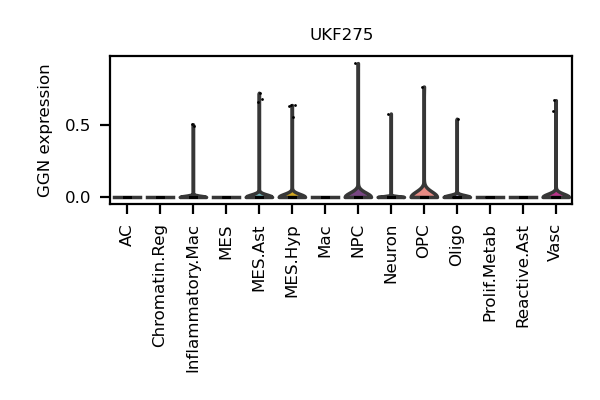 UKF275
GGN expression
0.5
0.0
AC
Chromatin.Reg
Inflammatory.Mac
MES
MES.Ast
MES.Hyp
Mac
NPC
Neuron
OPC
Oligo
Prolif.Metab
Reactive.Ast
Vasc